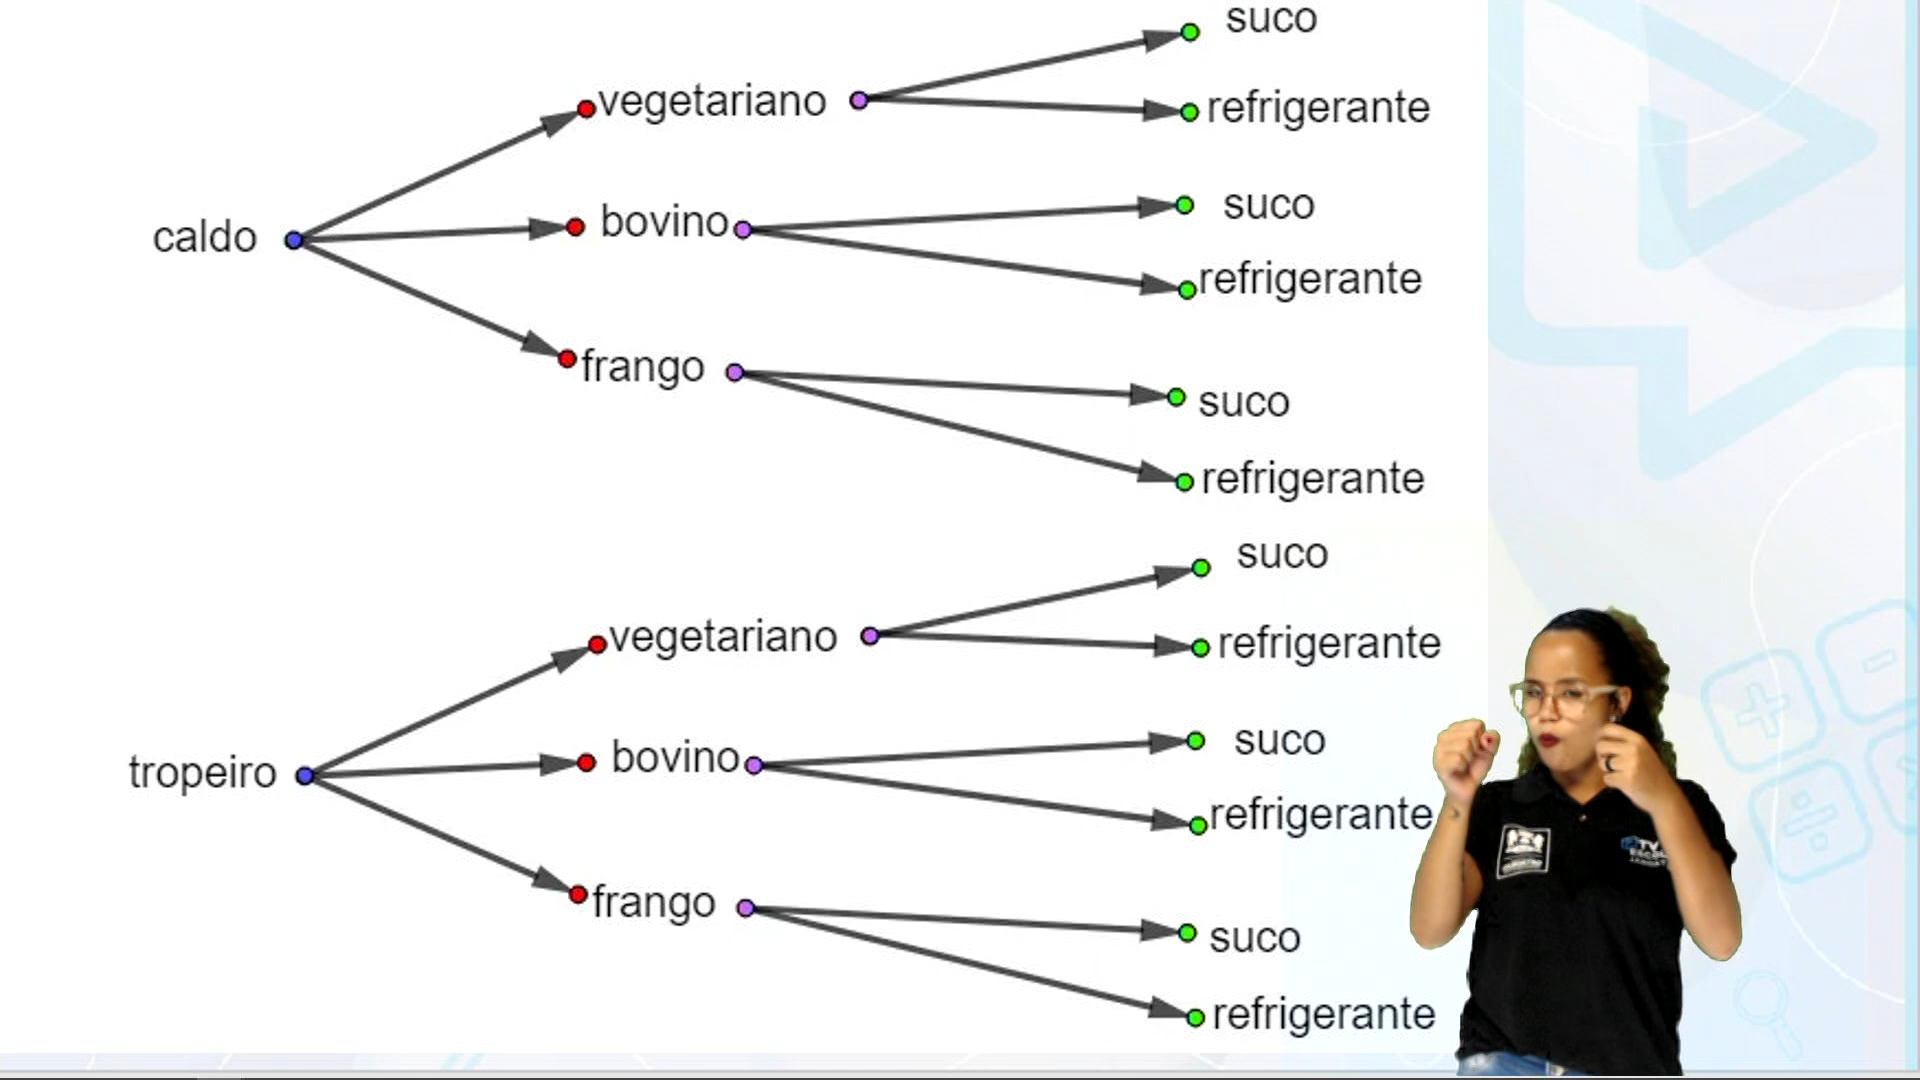 suco
vegetariano
refrigerante
caldo
bovino
suco
refrigerante
frango
suco
refrigerante
suco
vegetariano
refrigerante
tropeiro
bovino
suco
refrigerante
frango
suco
refrigerante
TV